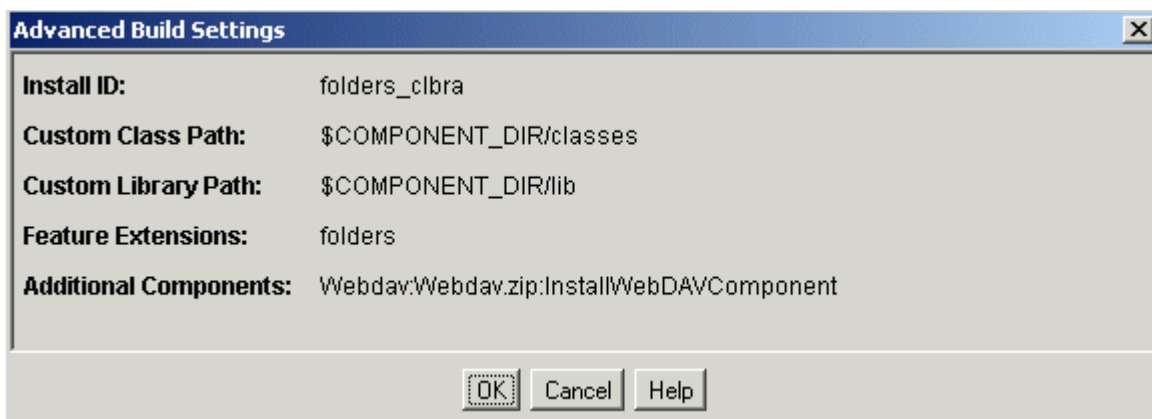 Advanced Build Settings
Install ID: folders_clbra
Custom Class Path: $COMPONENT_DIR/classes
Custom Library Path: $COMPONENT_DIR/lib
Feature Extensions: folders
Additional Components: Webdav:Webdav.zip:InstallWebDAVComponent
OK Cancel Help